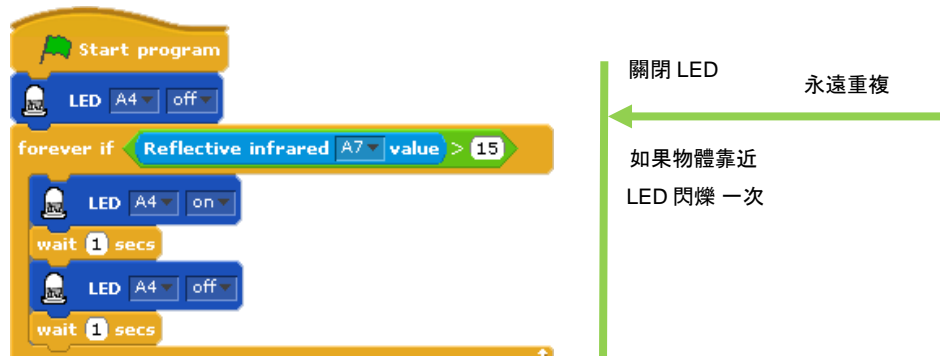 Start program
LED A4 off
forever if Reflective infrared A7 value > 15
LED A4 on
wait 1 secs
LED A4 off
wait 1 secs
關閉 LED
永遠重複
如果物體靠近
LED 閃爍 一次